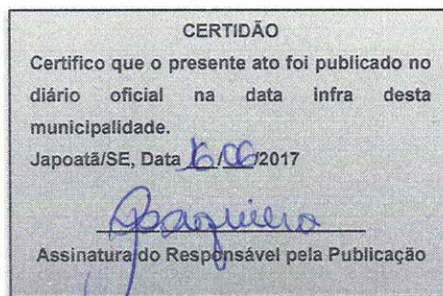 CERTIDÃO
Certifico que o presente ato foi publicado no
diário oficial na data infra desta
municipalidade.
Japoatã/SE, Data 16/06/2017
Assinatura do Responsável pela Publicação